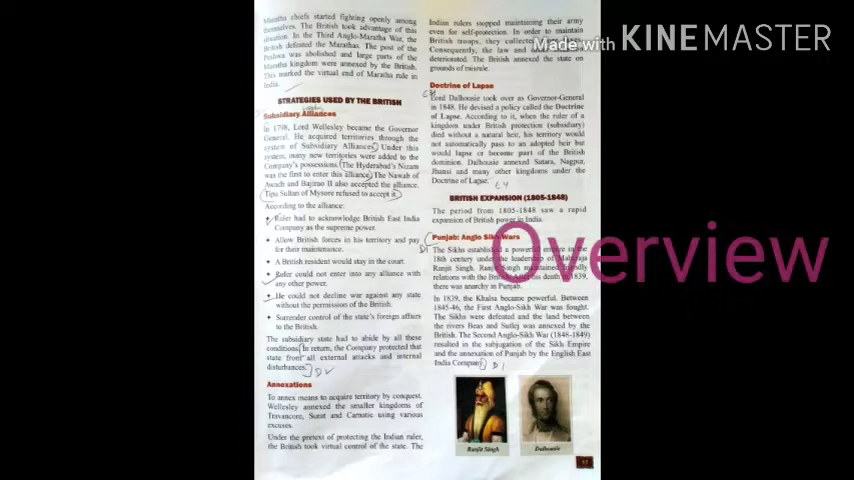 Maratha chiefs started fighting openly among
themselves. The British took advantage of this
situation. In the Third Anglo-Maratha War, the
British defeated the Marathas. The post of the
Peshwa was abolished and large parts of the
Maratha kingdom were annexed by the British.
This marked the virtual end of Maratha rule in
India.
STRATEGIES USED BY THE BRITISH
Subsidiary Alliances
In 1798, Lord Wellesley became the Governor
General. He acquired territories through the
system of Subsidiary Alliances. Under this
system, many new territories were added to the
Company's possessions. The Hyderabad's Nizam
was the first to enter this alliance. The Nawab of
Awadh and Bajirao II also accepted the alliance.
Tipu Sultan of Mysore refused to accept it.
According to the alliance:
• Ruler had to acknowledge British East India
Company as the supreme power.
• Allow British forces in his territory and pay
for their maintenance.
• A British resident would stay in the court.
• Ruler could not enter into any alliance with
any other power.
• He could not decline war against any state
without the permission of the British.
• Surrender control of the state's foreign affairs
to the British.
The subsidiary state had to abide by all these
conditions. In return, the Company protected that
state from all external attacks and internal
disturbances. D2
Annexations
To annex means to acquire territory by conquest.
Wellesley annexed the smaller kingdoms of
Travancore, Surat and Carnatic using various
excuses.
Under the pretext of protecting the Indian ruler,
the British took virtual control of the state. The
Indian rulers stopped maintaining their army
even for self-protection. In order to maintain
British troops, they collected
Consequently, the law and
deteriorated. The British annexed the state on
grounds of misrule.
Doctrine of Lapse
Lord Dalhousie took over as Governor-General
in 1848. He devised a policy called the Doctrine
of Lapse. According to it, when the ruler of a
kingdom under British protection (subsidiary)
died without a natural heir, his territory would
not automatically pass to an adopted heir but
would lapse or become part of the British
dominion. Dalhousie annexed Satara, Nagpur,
Jhansi and many other kingdoms under the
Doctrine of Lapse.
BRITISH EXPANSION (1805-1848)
The period from 1805-1848 saw a rapid
expansion of British power in India.
Punjab: Anglo Sikh Wars
The Sikhs established a powerful empire in the
18th century under the leadership of Maharaja
Ranjit Singh. Ranjit Singh maintained friendly
relations with the British. After his death in 1839,
there was anarchy in Punjab.
In 1839, the Khalsa became powerful. Between
1845-46, the First Anglo-Sikh War was fought.
The Sikhs were defeated and the land between
the rivers Beas and Sutlej was annexed by the
British. The Second Anglo-Sikh War (1848-1849)
resulted in the subjugation of the Sikh Empire
and the annexation of Punjab by the English East
India Company. D1
Ranjit Singh
Dalhousie
17
Made with KINEMASTER
Overview